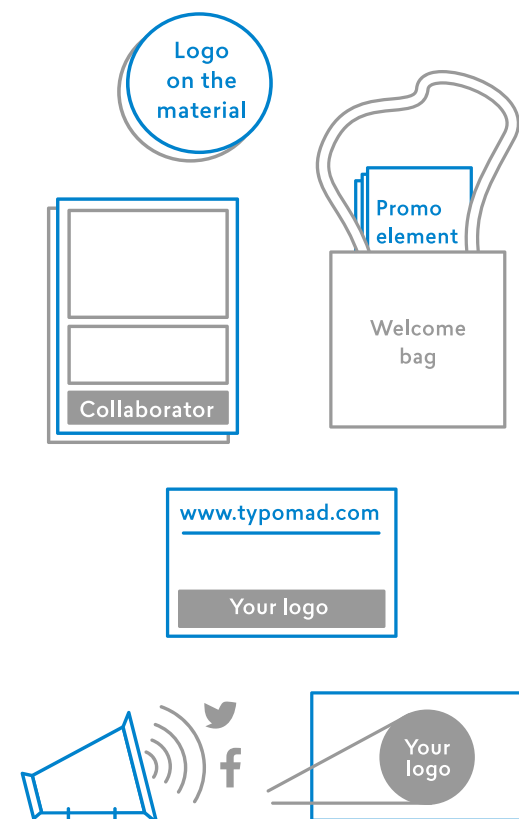 Logo
on the
material
Promo
element
Welcome
bag
Collaborator
www.typomad.com
Your logo
Your
logo